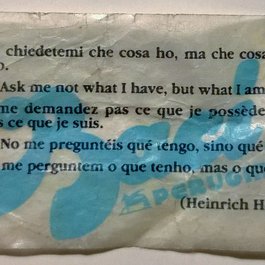 chiedetemi che cosa ho, ma che cosa
o.
Ask me not what I have, but what I am
me demandez pas ce que je possède
s ce que je suis.
No me preguntéis qué tengo, sino qué
me perguntem o que tenho, mas o que
PERUGI
(Heinrich H